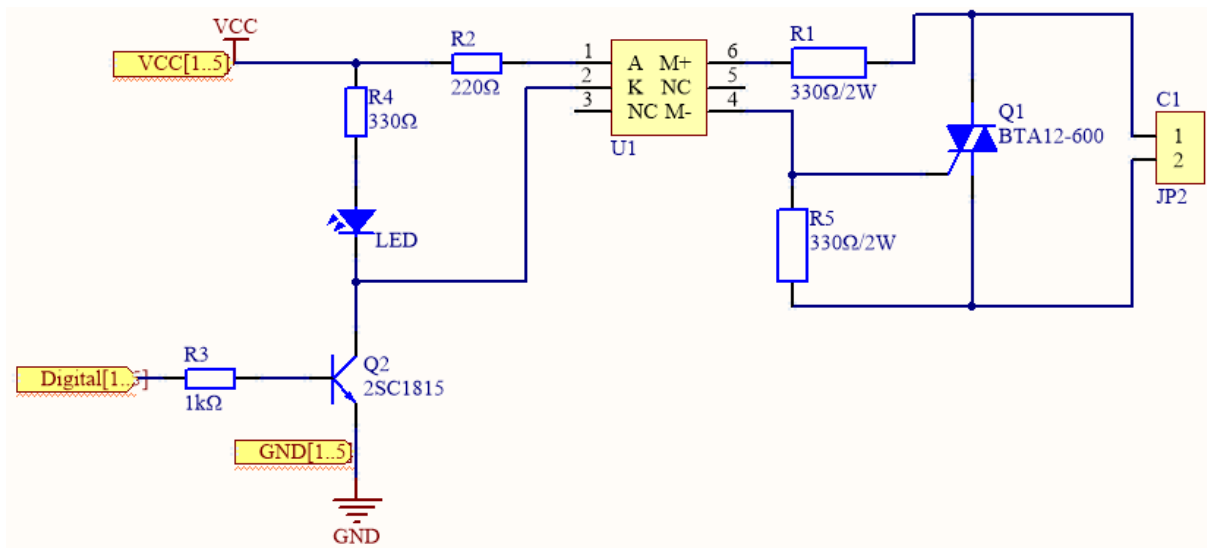 VCC
VCC[1..5]
R2
220Ω
R4
330Ω
LED
1
2
3
A M+
K NC
NC M-
6
5
4
U1
R1
330Ω/2W
Q1
BTA12-600
C1
1
2
JP2
R5
330Ω/2W
Digital[1..5]
R3
1kΩ
Q2
2SC1815
GND[1..5]
GND